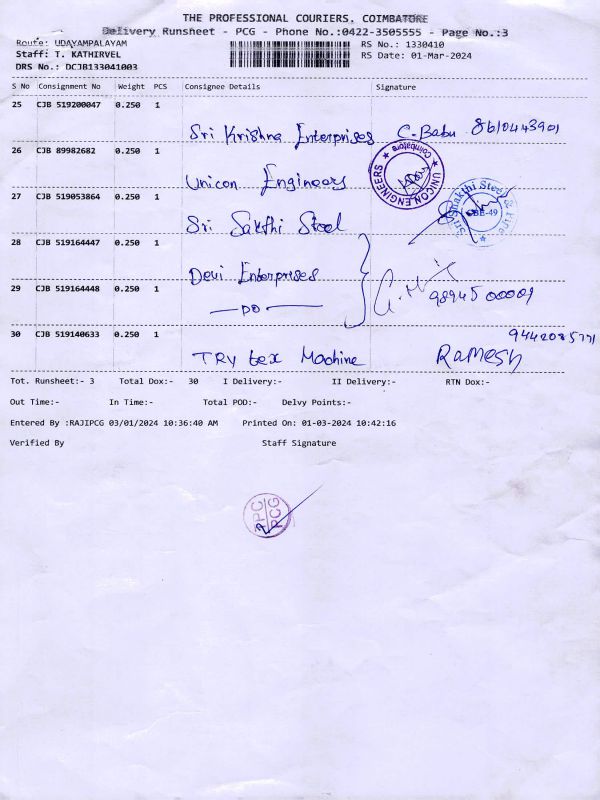 THE PROFESSIONAL COURIERS. COIMBATORE
Delivery Runsheet - PCG - Phone No.:0422-3505555 - Page No.:3
Route: UDAYAMPALAYAM
RS No.: 1330410
Staff: T. KATHIRVEL
RS Date: 01-Mar-2024
DRS No.: DCJB133041003
S No Consignment No Weight PCS Consignee Details Signature
25 CJB 519200047 0.250 1
Sri Krishna Enterprises C. Babu 8610443901
26 CJB 89982682 0.250 1
Unicon Engineers
UNICON ENGINEERS Coimbatore
27 CJB 519053864 0.250 1
Sri Sakthi Steel
Sri Shakthi Steel CBE-49
28 CJB 519164447 0.250 1
Devi Enterprises
29 CJB 519164448 0.250 1
DO 98945 00009
30 CJB 519140633 0.250 1
9442085771
TRY tex Machine Ramesh
Tot. Runsheet:- 3 Total Dox:- 30 I Delivery:- II Delivery:- RTN Dox:-
Out Time:- In Time:- Total POD:- Delvy Points:-
Entered By :RAJIPCG 03/01/2024 10:36:40 AM Printed On: 01-03-2024 10:42:16
Verified By Staff Signature
PCG